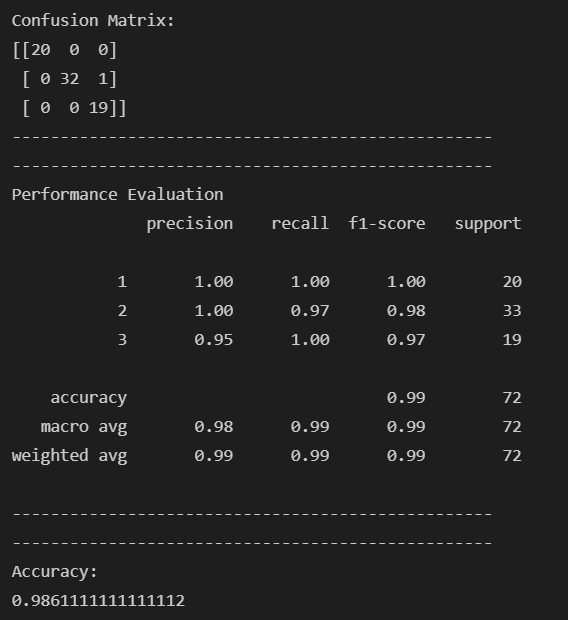 Confusion Matrix:
[[20  0  0]
 [ 0 32  1]
 [ 0  0 19]]
--------------------------------------------------
--------------------------------------------------
Performance Evaluation
              precision    recall  f1-score   support

           1       1.00      1.00      1.00        20
           2       1.00      0.97      0.98        33
           3       0.95      1.00      0.97        19

    accuracy                           0.99        72
   macro avg       0.98      0.99      0.99        72
weighted avg       0.99      0.99      0.99        72

--------------------------------------------------
--------------------------------------------------
Accuracy:
0.9861111111111112